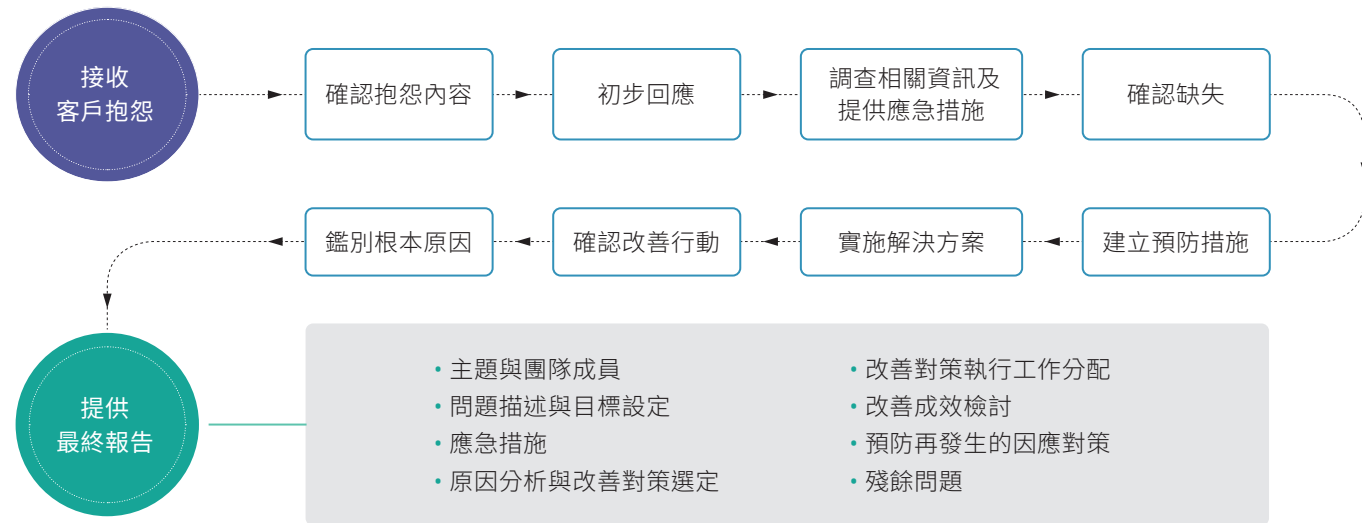 接收
客戶抱怨
確認抱怨內容
初步回應
調查相關資訊及
提供應急措施
確認缺失
建立預防措施
實施解決方案
確認改善行動
鑑別根本原因
提供
最終報告
•主題與團隊成員
•問題描述與目標設定
•應急措施
•原因分析與改善對策選定
•改善對策執行工作分配
•改善成效檢討
•預防再發生的因應對策
•殘餘問題